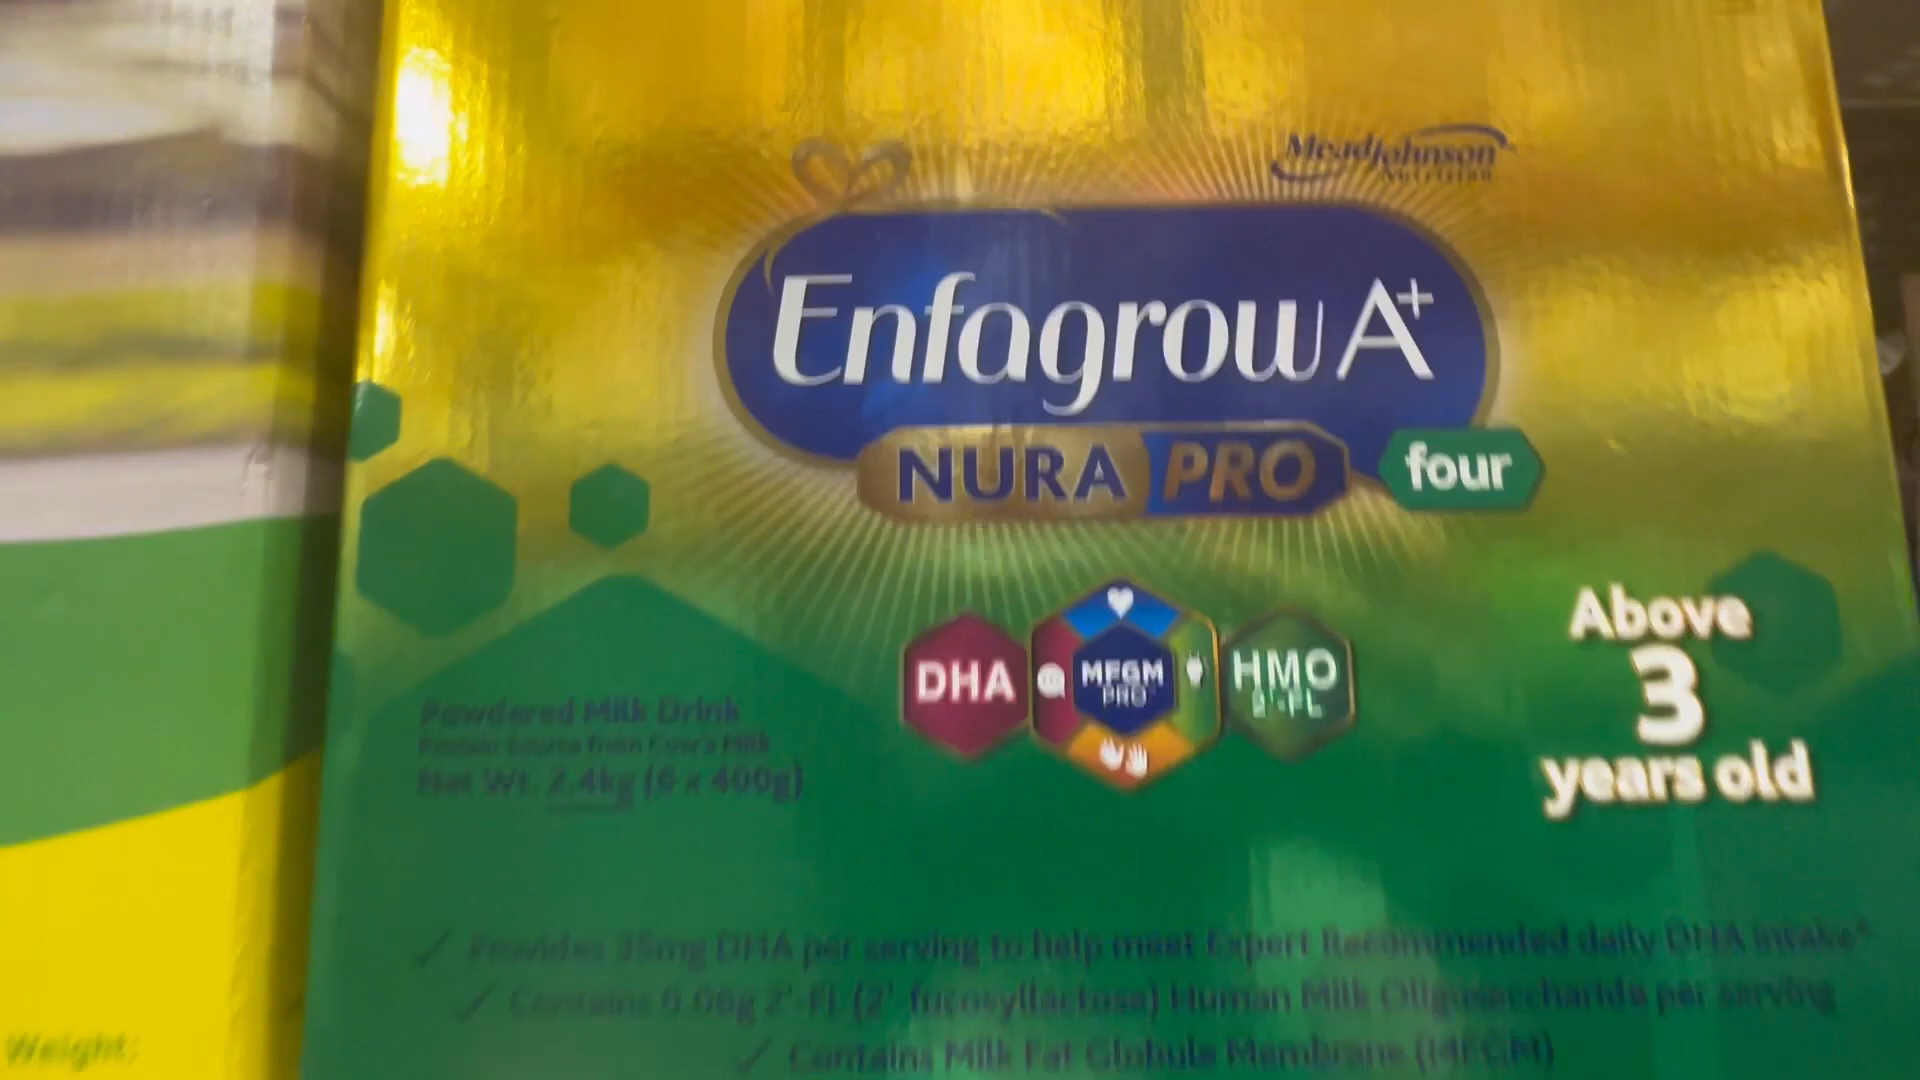 MeadJohnson
Nutrition
Enfagrow A+
NURA PRO four
DHA
MFGM
PRO
HMO
2'-FL
Above
3
years old
Powdered Milk Drink
Protein Source from Cow's Milk
Net Wt. 2.4kg (6 x 400g)
✓ Provides 35mg DHA per serving to help meet Expert Recommended daily DHA intake*
✓ Contains 0.06g 2'-FL (2'-fucosyllactose) Human Milk Oligosaccharide per serving
✓ Contains Milk Fat Globule Membrane (MFGM)
Weight: